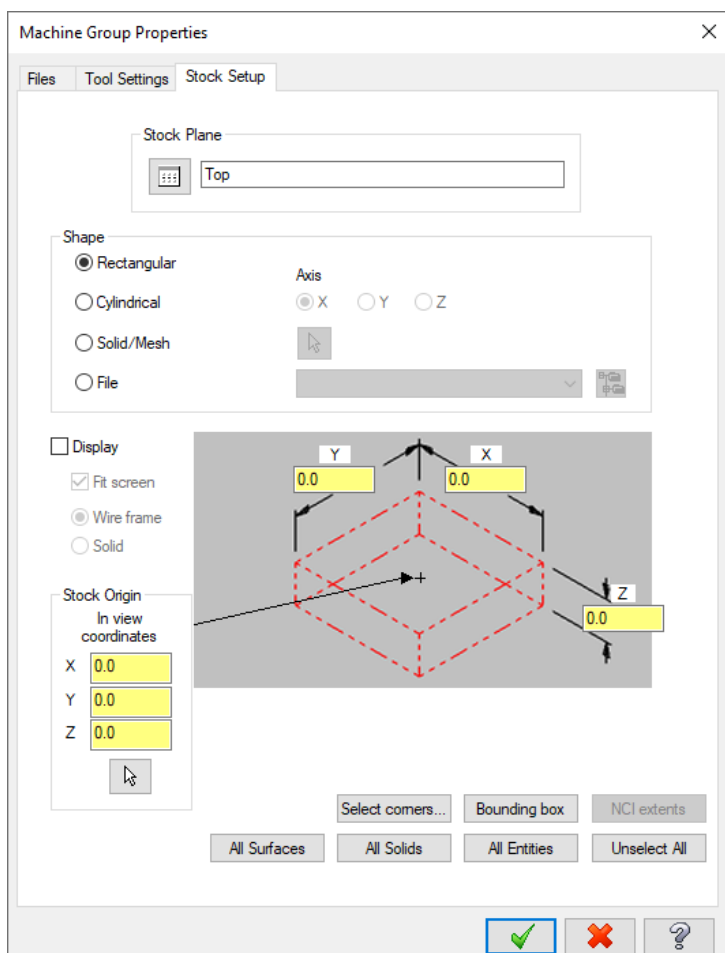 Machine Group Properties
Files Tool Settings Stock Setup
Stock Plane
Top
Shape
Rectangular
Axis
Cylindrical X Y Z
Solid/Mesh
File
Display
Fit screen
Wire frame
Solid
Y X
0.0 0.0
Z
0.0
Stock Origin
In view
coordinates
X 0.0
Y 0.0
Z 0.0
Select corners... Bounding box NCI extents
All Surfaces All Solids All Entities Unselect All